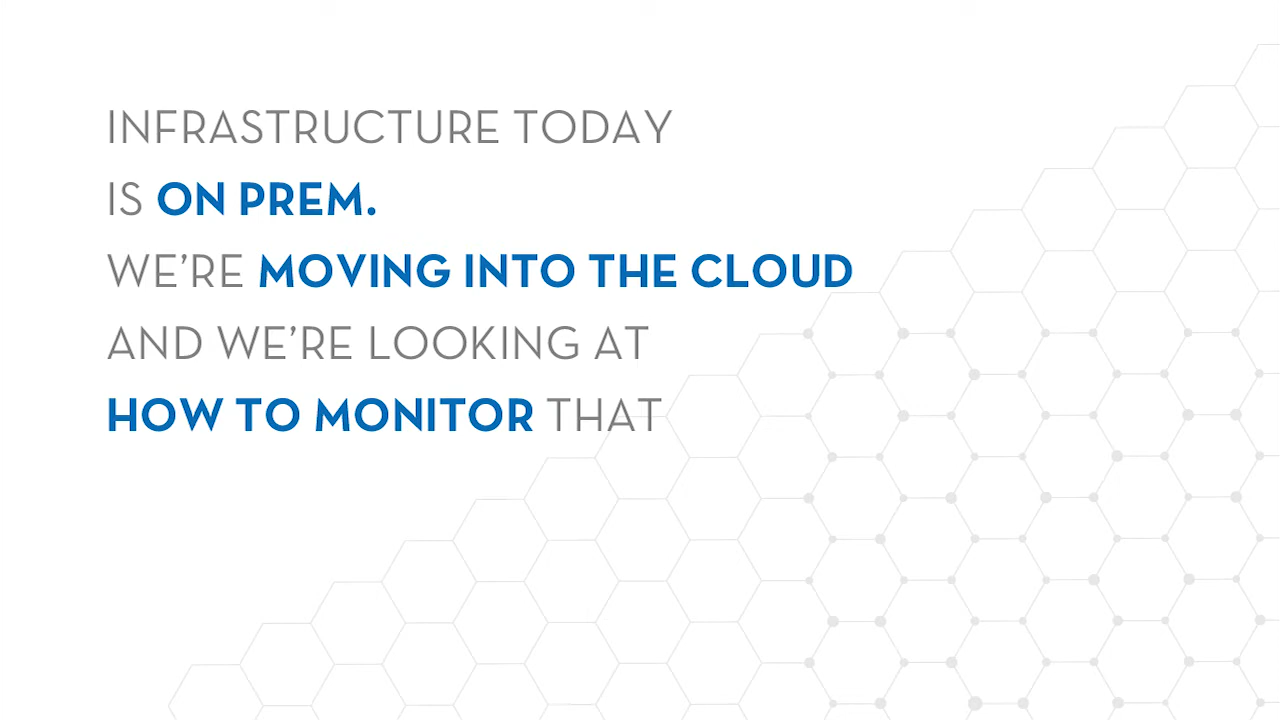 INFRASTRUCTURE TODAY
IS ON PREM.
WE’RE MOVING INTO THE CLOUD
AND WE’RE LOOKING AT
HOW TO MONITOR THAT